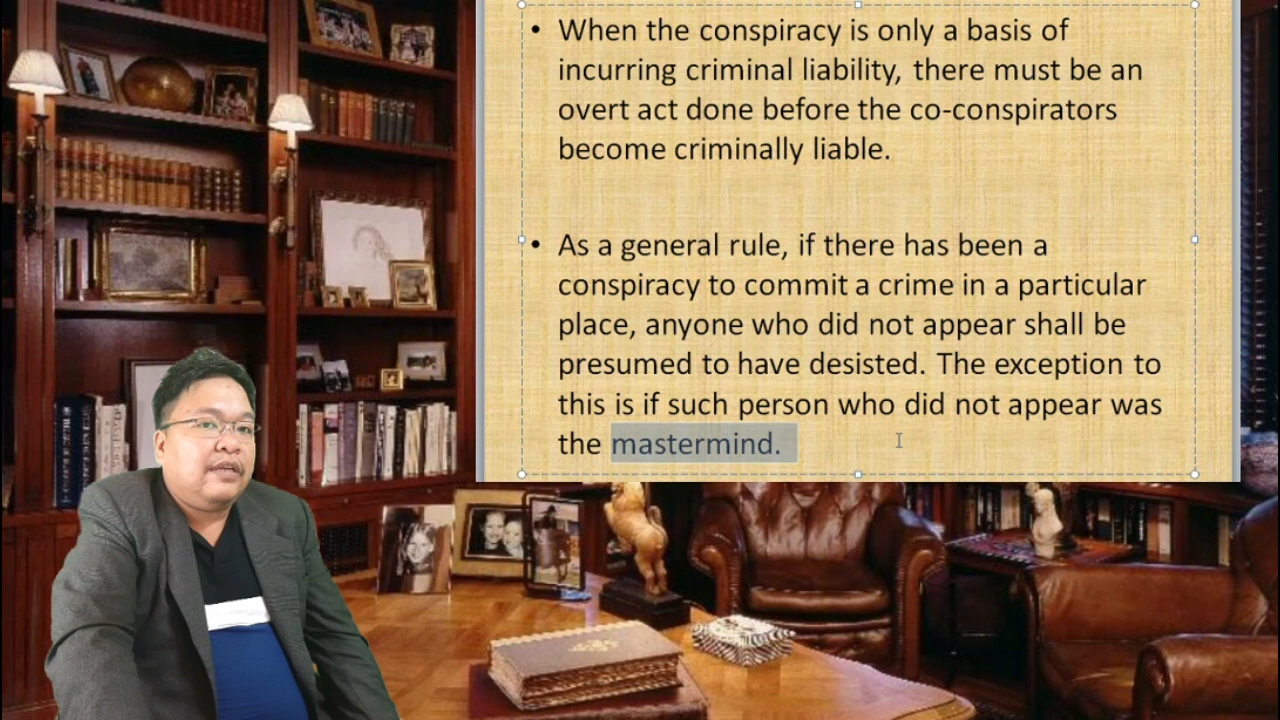 • When the conspiracy is only a basis of
incurring criminal liability, there must be an
overt act done before the co-conspirators
become criminally liable.
• As a general rule, if there has been a
conspiracy to commit a crime in a particular
place, anyone who did not appear shall be
presumed to have desisted. The exception to
this is if such person who did not appear was
the mastermind.